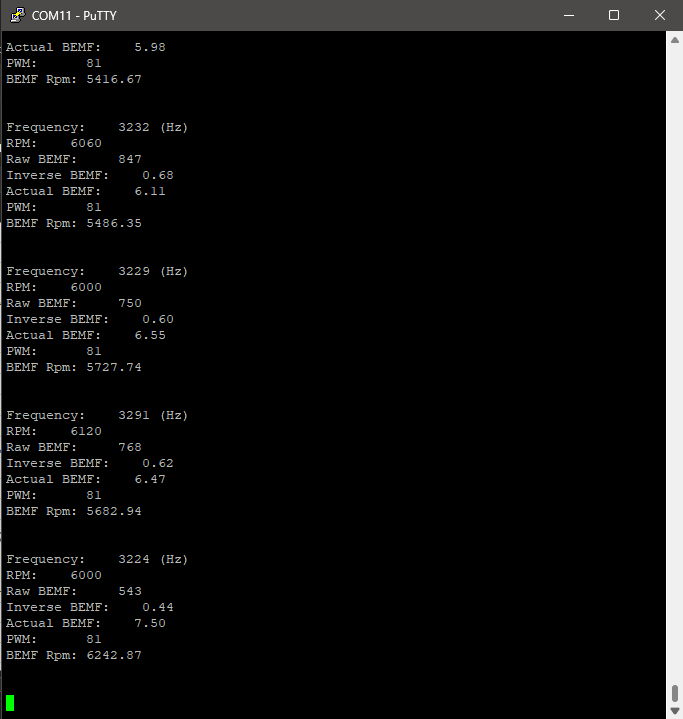 COM11 - PuTTY
Actual BEMF:    5.98
PWM:      81
BEMF Rpm: 5416.67
Frequency:    3232 (Hz)
RPM:    6060
Raw BEMF:     847
Inverse BEMF:    0.68
Actual BEMF:    6.11
PWM:      81
BEMF Rpm: 5486.35
Frequency:    3229 (Hz)
RPM:    6000
Raw BEMF:     750
Inverse BEMF:    0.60
Actual BEMF:    6.55
PWM:      81
BEMF Rpm: 5727.74
Frequency:    3291 (Hz)
RPM:    6120
Raw BEMF:     768
Inverse BEMF:    0.62
Actual BEMF:    6.47
PWM:      81
BEMF Rpm: 5682.94
Frequency:    3224 (Hz)
RPM:    6000
Raw BEMF:     543
Inverse BEMF:    0.44
Actual BEMF:    7.50
PWM:      81
BEMF Rpm: 6242.87